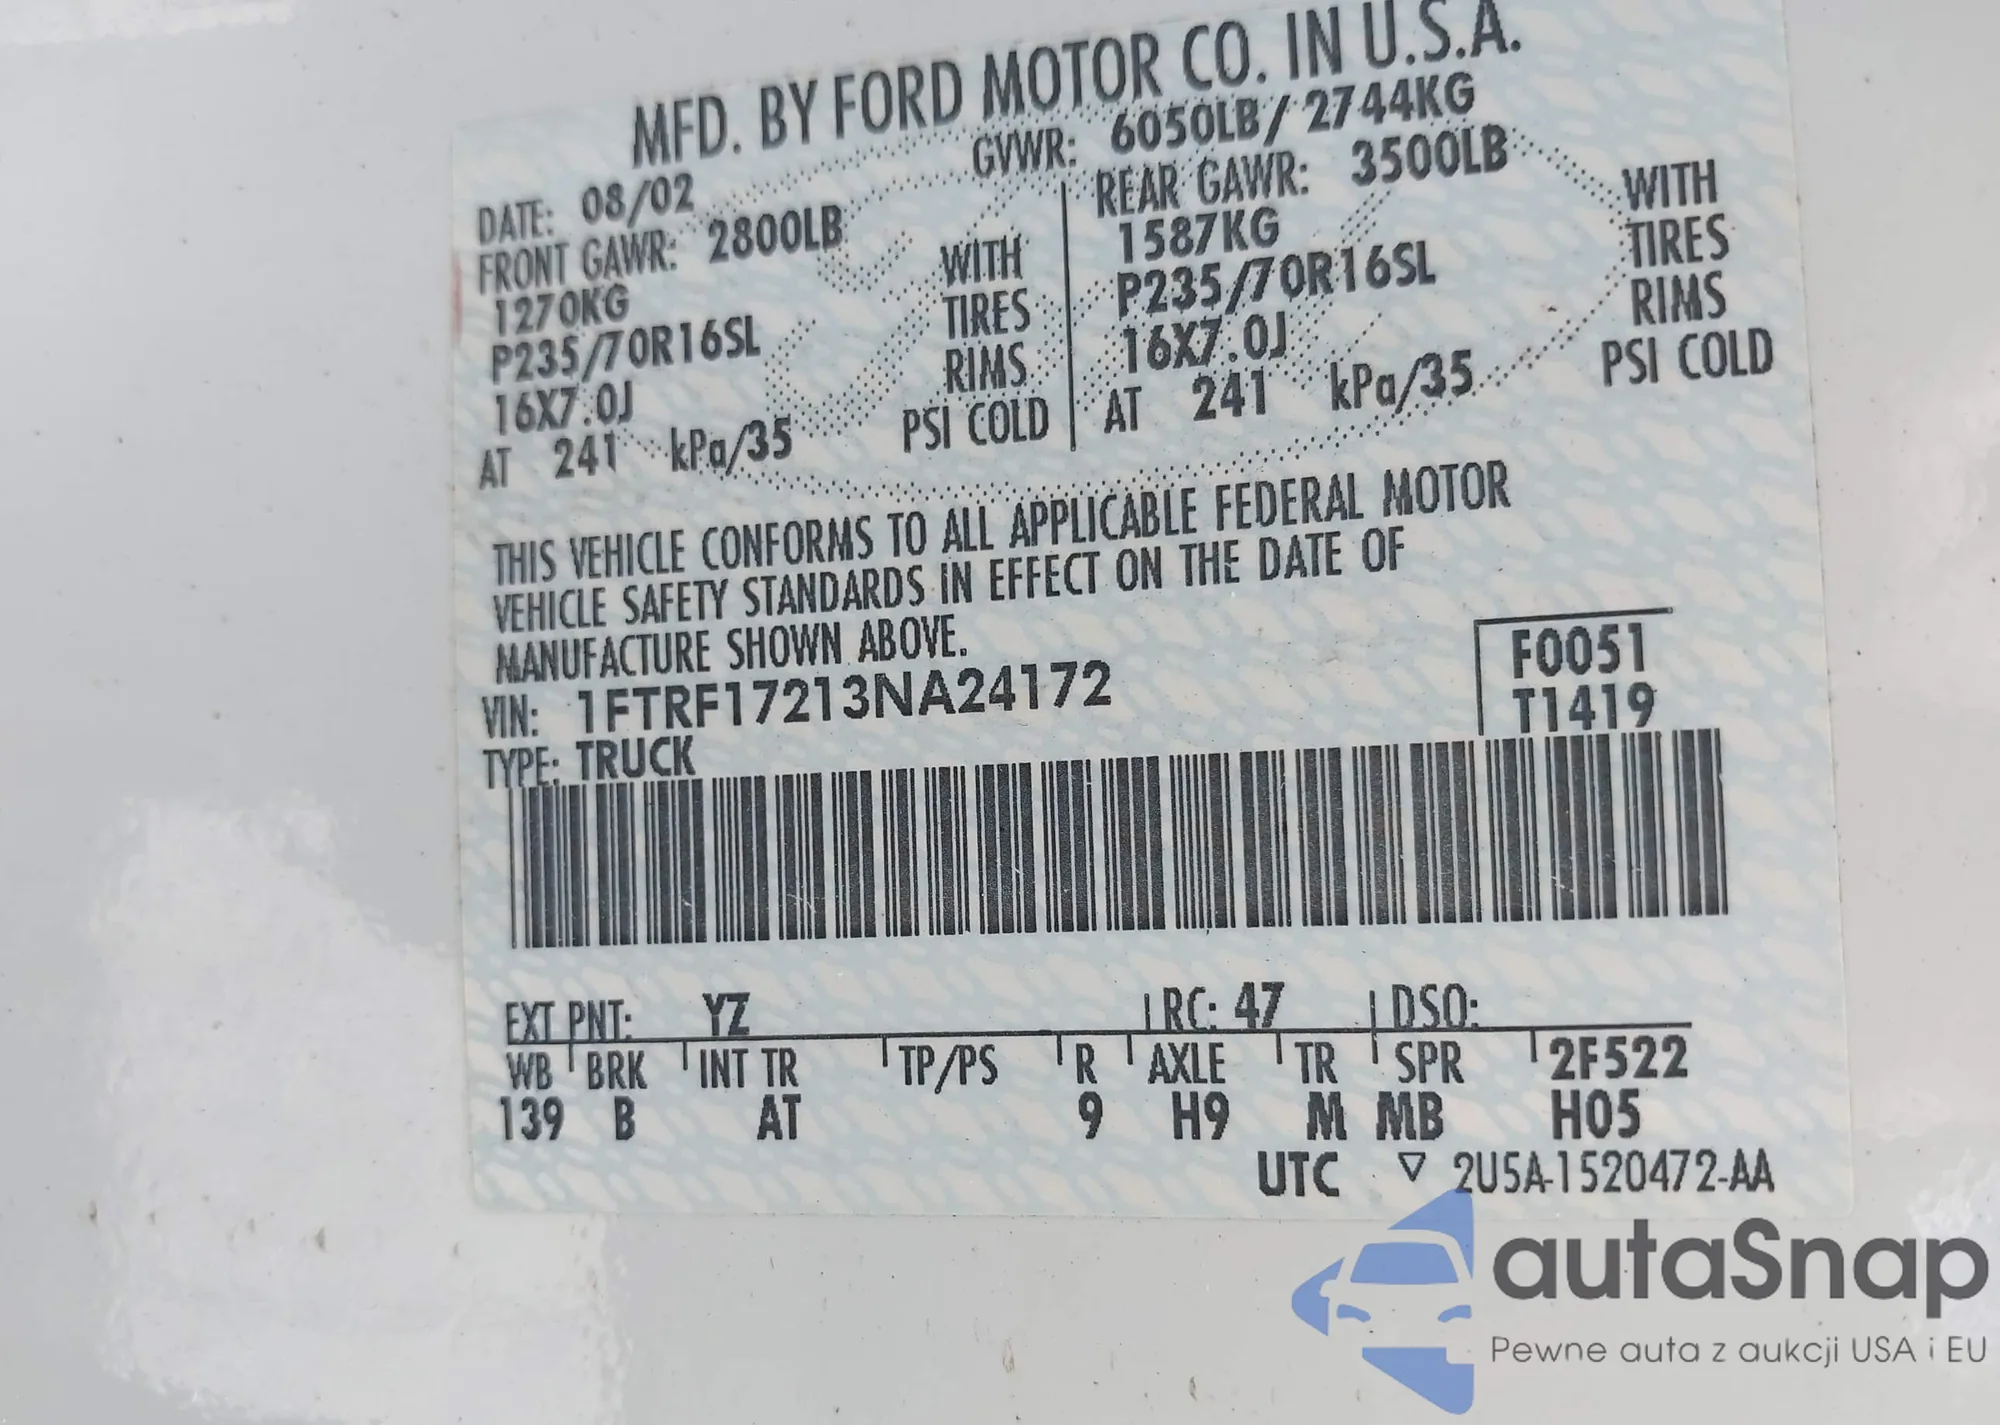 MFD. BY FORD MOTOR CO. IN U.S.A.
DATE: 08/02 GVWR: 6050LB/ 2744KG
FRONT GAWR: 2800LB
1270KG WITH
P235/70R16SL TIRES
16X7.0J RIMS
AT 241 kPa/35 PSI COLD
REAR GAWR: 3500LB
1587KG WITH
P235/70R16SL TIRES
16X7.0J RIMS
AT 241 kPa/35 PSI COLD
THIS VEHICLE CONFORMS TO ALL APPLICABLE FEDERAL MOTOR
VEHICLE SAFETY STANDARDS IN EFFECT ON THE DATE OF
MANUFACTURE SHOWN ABOVE.
VIN: 1FTRF17213NA24172
TYPE: TRUCK
F0051
T1419
EXT PNT: YZ RC: 47 DSO:
WB BRK INT TR TP/PS R AXLE TR SPR 2F522
139 B AT 9 H9 M MB H05
UTC ▽ 2U5A-1520472-AA
autaSnap
Pewne auta z aukcji USA i EU